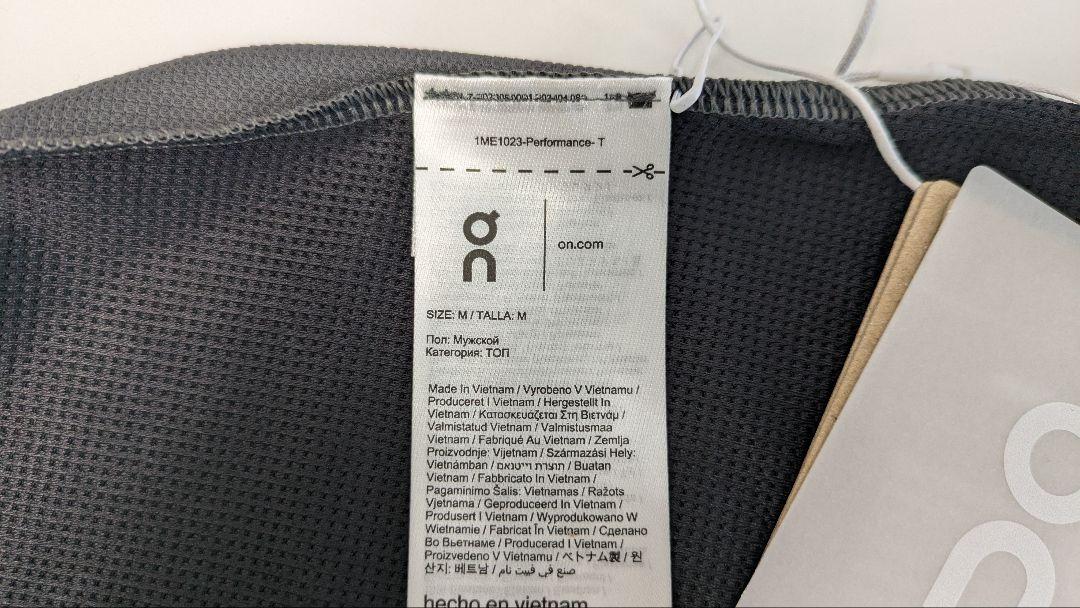 1ME1023-Performance- T
on
on.com
SIZE: M / TALLA: M
Пол: Мужской
Категория: ТОП
Made In Vietnam / Vyrobeno V Vietnamu /
Produceret I Vietnam / Hergestellt In
Vietnam / Κατασκευάζεται Στη Βιετνάμ /
Valmistatud Vietnam / Valmistusmaa
Vietnam / Fabriqué Au Vietnam / Zemlja
Proizvodnje: Vijetnam / Származási Hely:
Vietnámban / תוצרת וייטנאם / Buatan
Vietnam / Fabbricato In Vietnam /
Pagaminimo Šalis: Vietnamas / Ražots
Vjetnama / Geproduceerd In Vietnam /
Produsert I Vietnam / Wyprodukowano W
Wietnamie / Fabricat În Vietnam / Сделано
Во Вьетнаме / Producerad I Vietnam /
Proizvedeno V Vietnamu / ベトナム製 / 원
산지: 베트남 / صنع في فييت نام
hecho en vietnam
on